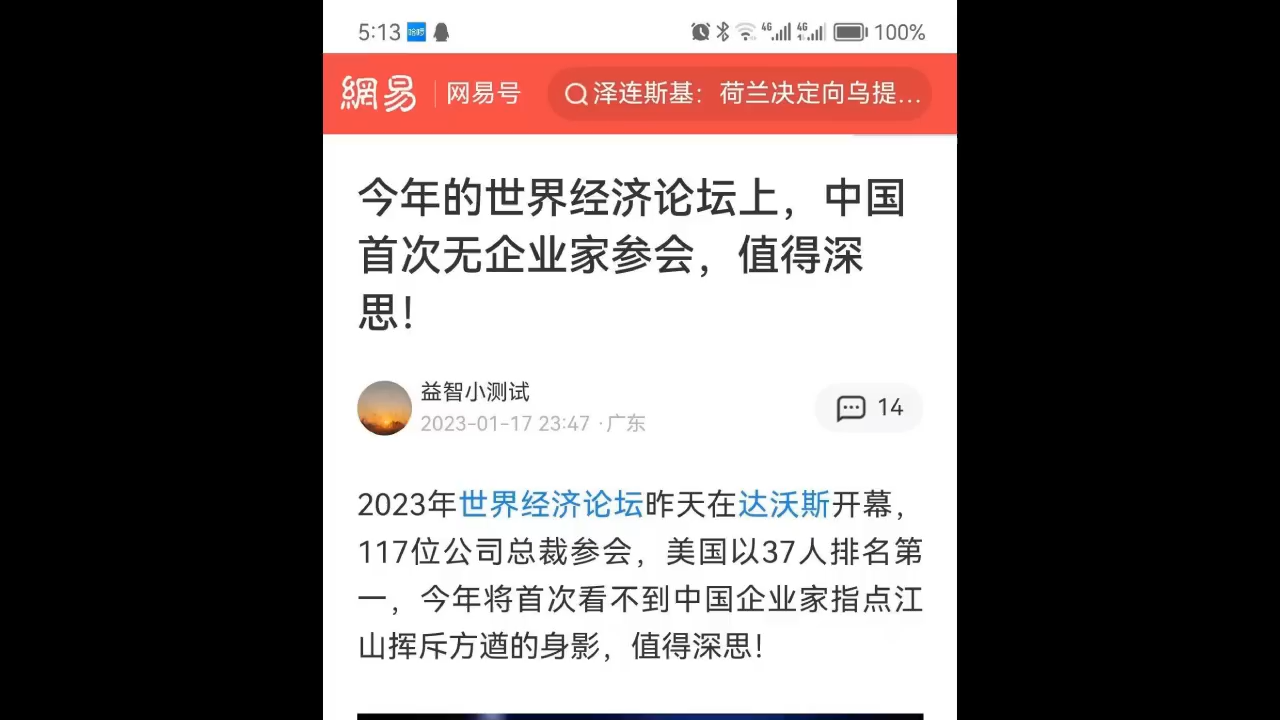 5:13 哈啰 4G 4G 100%
網易 网易号 泽连斯基：荷兰决定向乌提...
今年的世界经济论坛上，中国
首次无企业家参会，值得深
思！
益智小测试
2023-01-17 23:47 ·广东
14
2023年世界经济论坛昨天在达沃斯开幕，
117位公司总裁参会，美国以37人排名第
一，今年将首次看不到中国企业家指点江
山挥斥方遒的身影，值得深思！